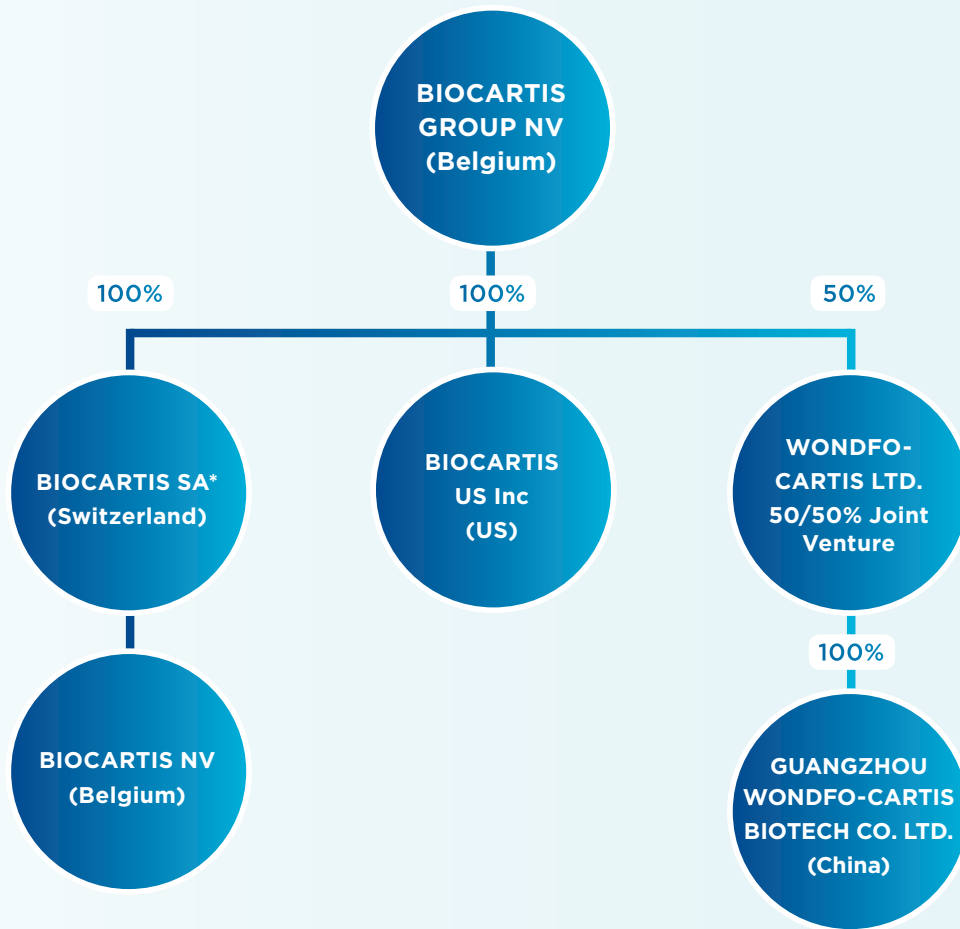 BIOCARTIS
GROUP NV
(Belgium)
100%
100%
50%
BIOCARTIS SA*
(Switzerland)
BIOCARTIS
US Inc
(US)
WONDFO-
CARTIS LTD.
50/50% Joint
Venture
100%
BIOCARTIS NV
(Belgium)
GUANGZHOU
WONDFO-CARTIS
BIOTECH CO. LTD.
(China)